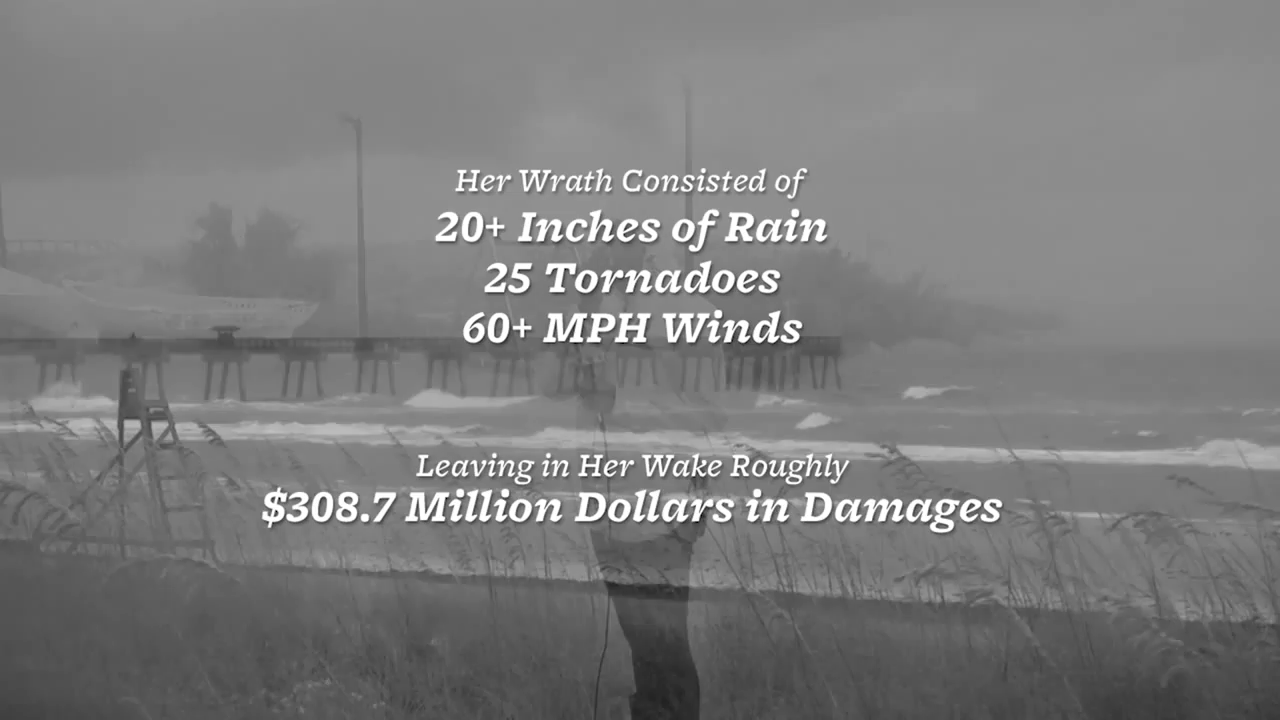 Her Wrath Consisted of
20+ Inches of Rain
25 Tornadoes
60+ MPH Winds
Leaving in Her Wake Roughly
$308.7 Million Dollars in Damages